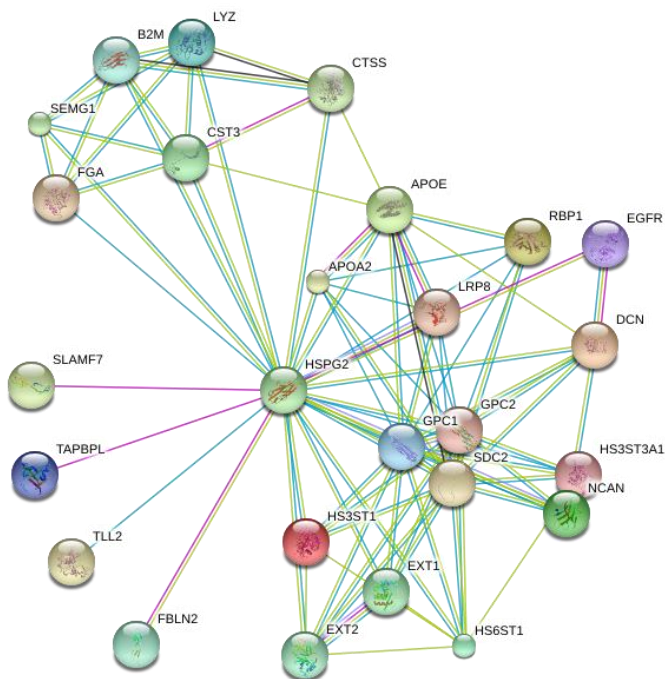 LYZ
B2M
CTSS
SEMG1
CST3
FGA
APOE
RBP1
EGFR
APOA2
LRP8
DCN
SLAMF7
HSPG2
GPC2
GPC1
TAPBPL
SDC2
HS3ST3A1
NCAN
HS3ST1
TLL2
EXT1
FBLN2
EXT2
HS6ST1